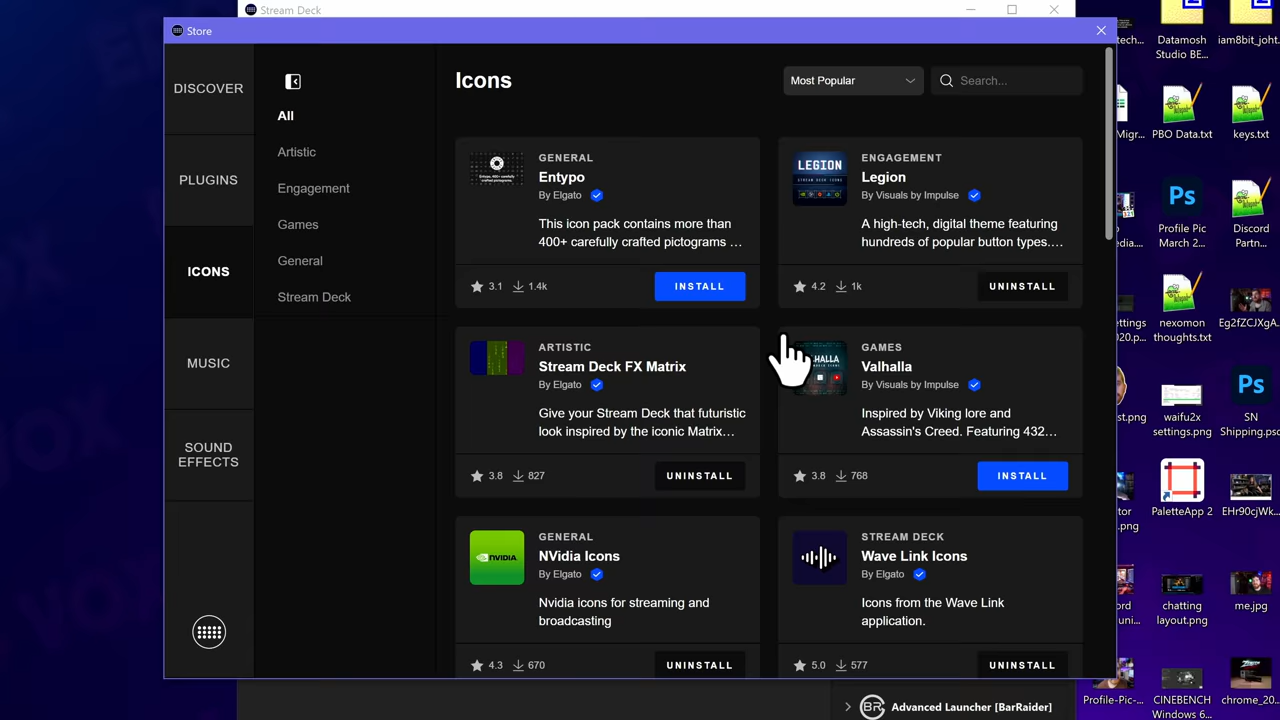 Stream Deck
Store
DISCOVER
PLUGINS
ICONS
MUSIC
SOUND
EFFECTS
All
Artistic
Engagement
Games
General
Stream Deck
Icons
Most Popular
Search...
GENERAL
Entypo
By Elgato
This icon pack contains more than
400+ carefully crafted pictograms ...
3.1
1.4k
INSTALL
LEGION
ENGAGEMENT
Legion
By Visuals by Impulse
A high-tech, digital theme featuring
hundreds of popular button types....
4.2
1k
UNINSTALL
ARTISTIC
Stream Deck FX Matrix
By Elgato
Give your Stream Deck that futuristic
look inspired by the iconic Matrix...
3.8
827
UNINSTALL
GAMES
Valhalla
By Visuals by Impulse
Inspired by Viking lore and
Assassin's Creed. Featuring 432...
3.8
768
INSTALL
NVIDIA.
GENERAL
NVidia Icons
By Elgato
Nvidia icons for streaming and
broadcasting
4.3
670
UNINSTALL
STREAM DECK
Wave Link Icons
By Elgato
Icons from the Wave Link
application.
5.0
577
UNINSTALL
BR
Advanced Launcher [BarRaider]
Datamosh
Studio BE...
iam8bit_joht...
Migr...
PBO Data.txt
keys.txt
Ps
Profile Pic
March 2...
Discord
Partn...
nexomon
thoughts.txt
Eg2fZCJXgA...
waifu2x
settings.png
Ps
SN
Shipping.psd
PaletteApp 2
EHr90cjWk...
chatting
layout.png
me.jpg
Profile-Pic-...
CINEBENCH
Windows 6...
chrome_20...